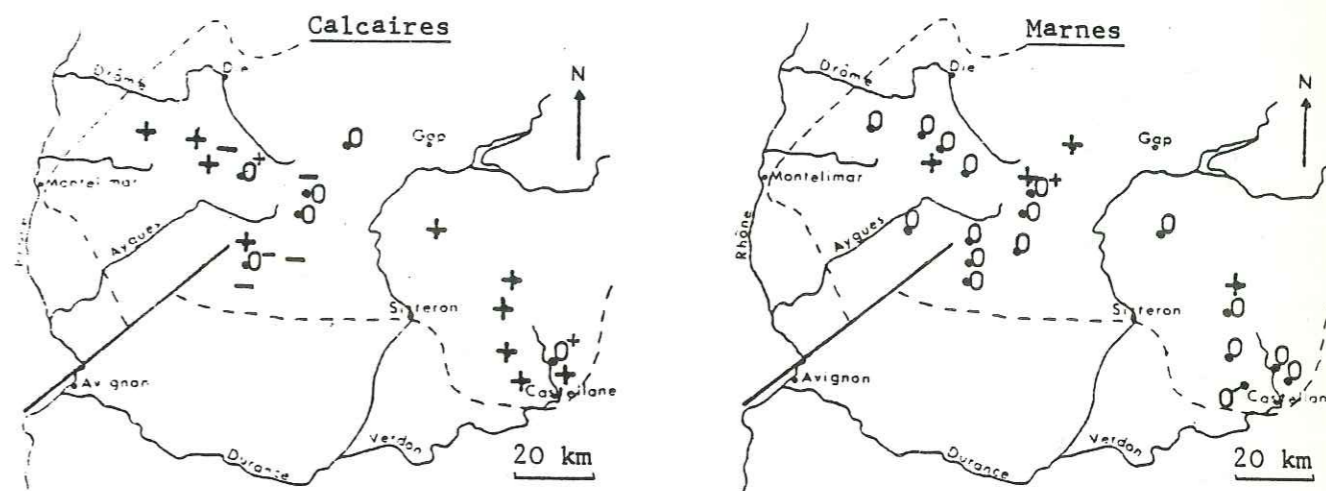 Calcaires
Drôme
Die
N
Gap
Montelimar
Aygues
Sisteron
Avignon
Castellane
Verdon
Durance
20 km
Marnes
Drôme
Die
N
Gap
Montelimar
Rhône
Aygues
Sisteron
Avignon
Castellan
Verdon
Durance
20 km